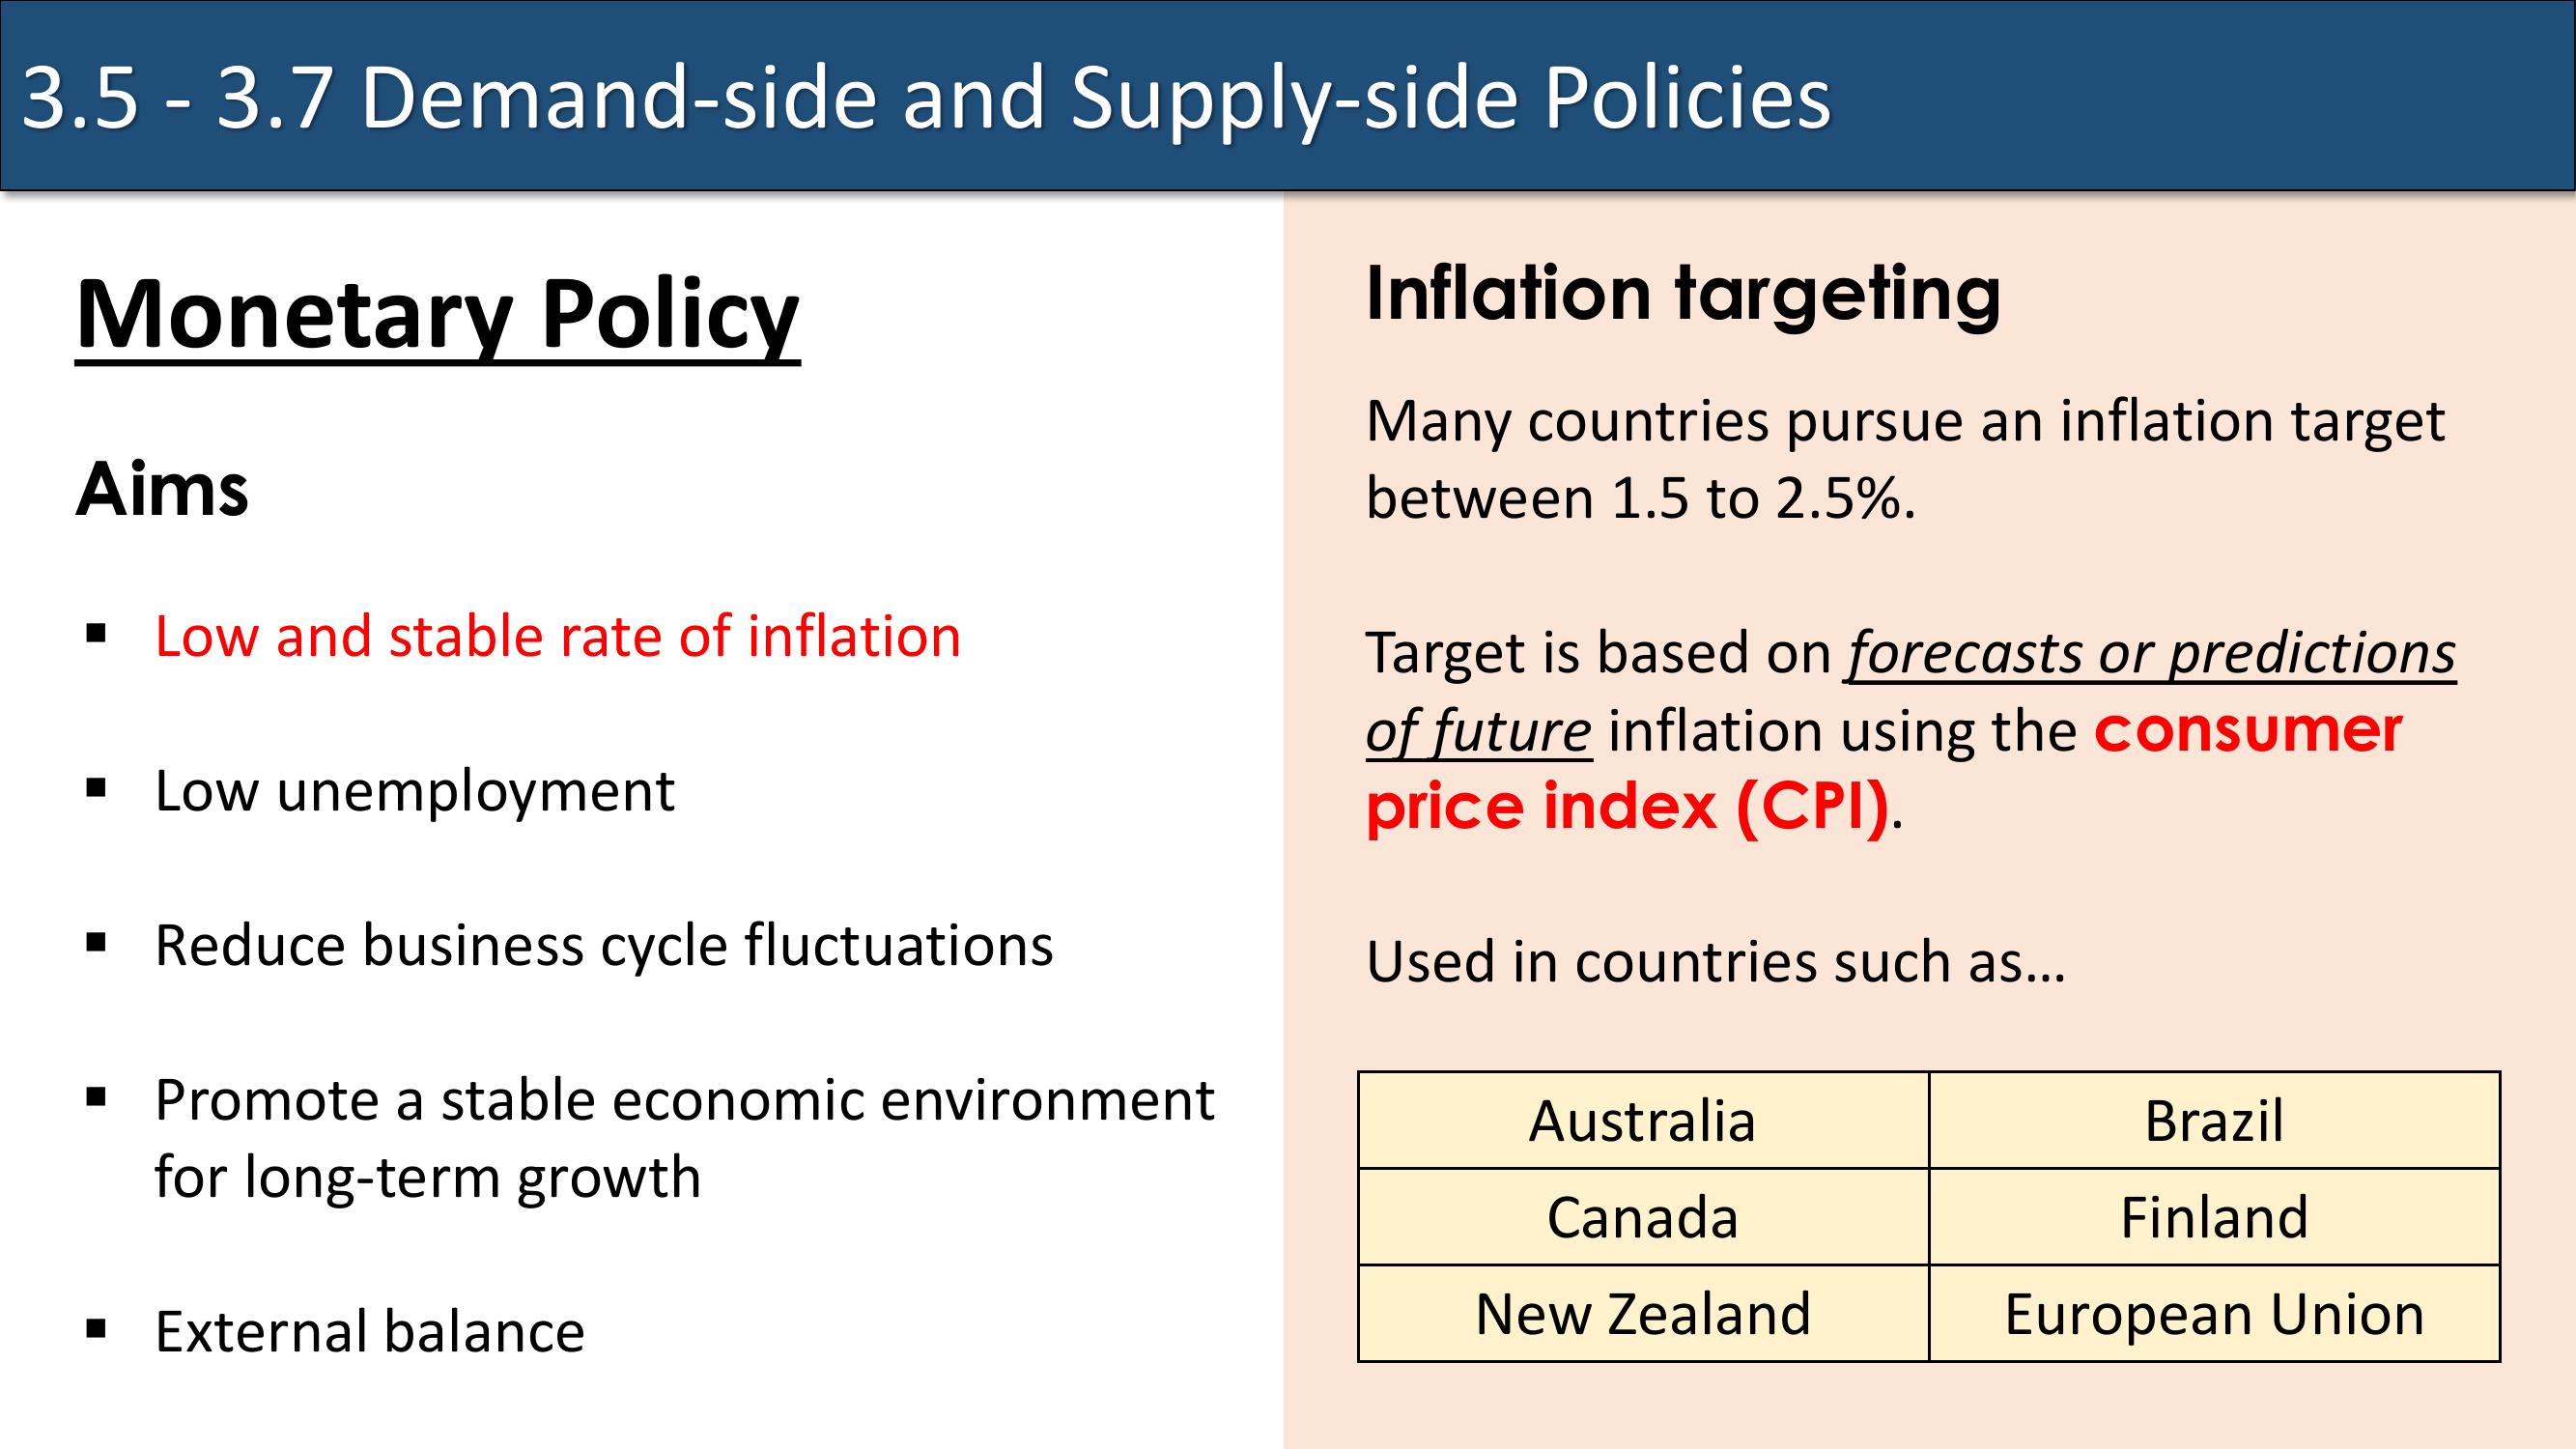 3.5 - 3.7 Demand-side and Supply-side Policies
Monetary Policy
Aims
▪ Low and stable rate of inflation
▪ Low unemployment
▪ Reduce business cycle fluctuations
▪ Promote a stable economic environment
for long-term growth
▪ External balance
Inflation targeting
Many countries pursue an inflation target
between 1.5 to 2.5%.
Target is based on forecasts or predictions
of future inflation using the consumer
price index (CPI).
Used in countries such as…
Australia Brazil
Canada Finland
New Zealand European Union